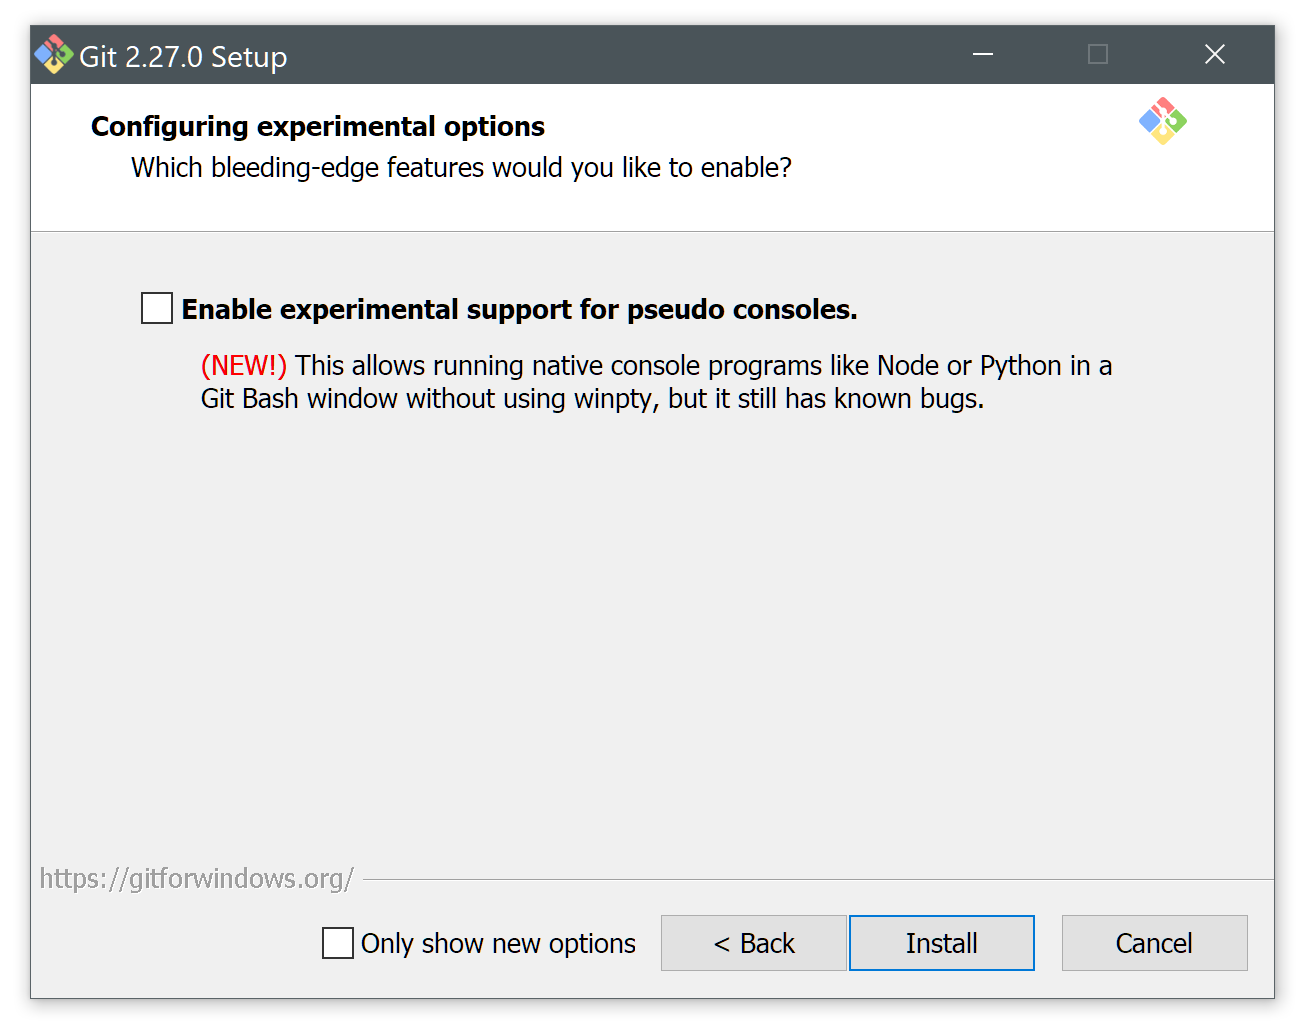 Git 2.27.0 Setup
Configuring experimental options
Which bleeding-edge features would you like to enable?
Enable experimental support for pseudo consoles.
(NEW!) This allows running native console programs like Node or Python in a
Git Bash window without using winpty, but it still has known bugs.
https://gitforwindows.org/
Only show new options
< Back
Install
Cancel